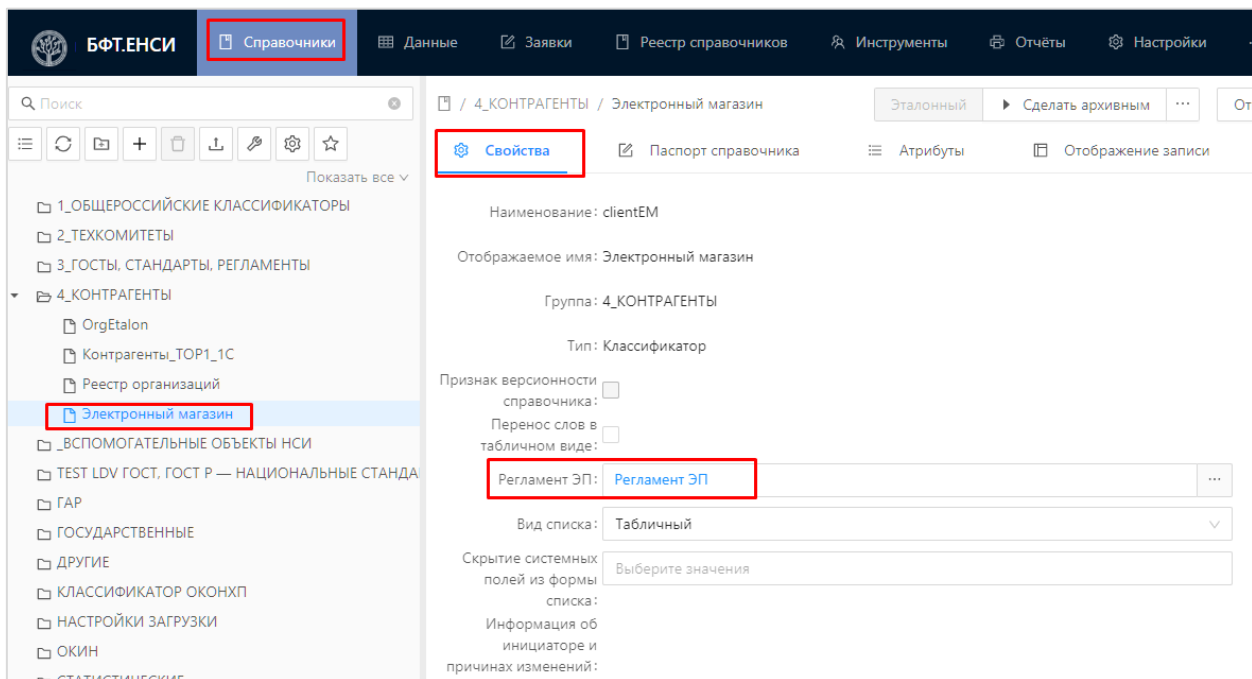 БФТ.ЕНСИ
Справочники
Данные
Заявки
Реестр справочников
Инструменты
Отчёты
Настройки
Поиск
Показать все
1_ОБЩЕРОССИЙСКИЕ КЛАССИФИКАТОРЫ
2_ТЕХКОМИТЕТЫ
3_ГОСТЫ, СТАНДАРТЫ, РЕГЛАМЕНТЫ
4_КОНТРАГЕНТЫ
OrgEtalon
Контрагенты_ТОР1_1С
Реестр организаций
Электронный магазин
_ВСПОМОГАТЕЛЬНЫЕ ОБЪЕКТЫ НСИ
TEST LDV ГОСТ, ГОСТ Р — НАЦИОНАЛЬНЫЕ СТАНДА
ГАР
ГОСУДАРСТВЕННЫЕ
ДРУГИЕ
КЛАССИФИКАТОР ОКОНХП
НАСТРОЙКИ ЗАГРУЗКИ
ОКИН
СТАТИСТИЧЕСКИЕ
/ 4_КОНТРАГЕНТЫ / Электронный магазин
Эталонный
Сделать архивным
···
От
Свойства
Паспорт справочника
Атрибуты
Отображение записи
Наименование: clientEM
Отображаемое имя: Электронный магазин
Группа: 4_КОНТРАГЕНТЫ
Тип: Классификатор
Признак версионности
справочника:
Перенос слов в
табличном виде:
Регламент ЭП: Регламент ЭП
···
Вид списка: Табличный
Скрытие системных
полей из формы
списка:
Выберите значения
Информация об
инициаторе и
причинах изменений: